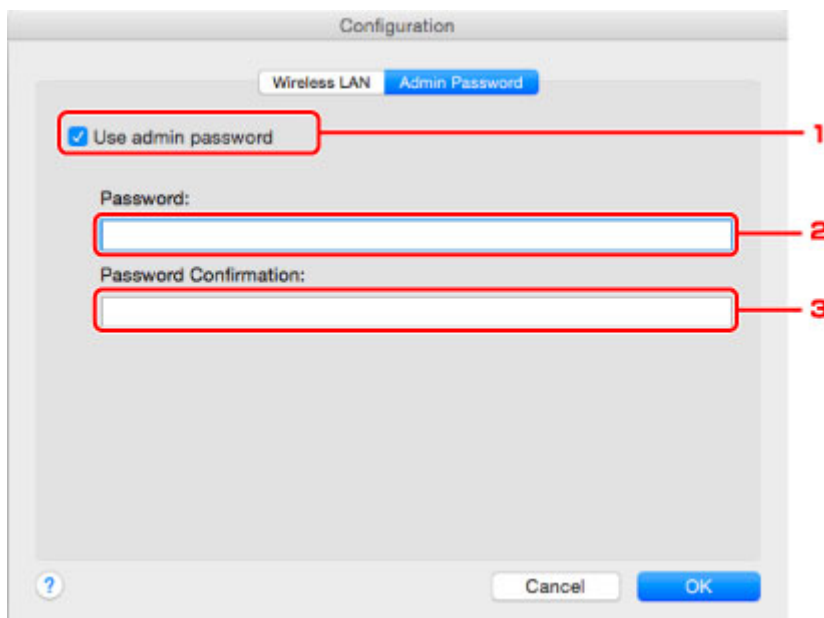 Configuration
Wireless LAN Admin Password
Use admin password 1
Password:
2
Password Confirmation:
3
? Cancel OK